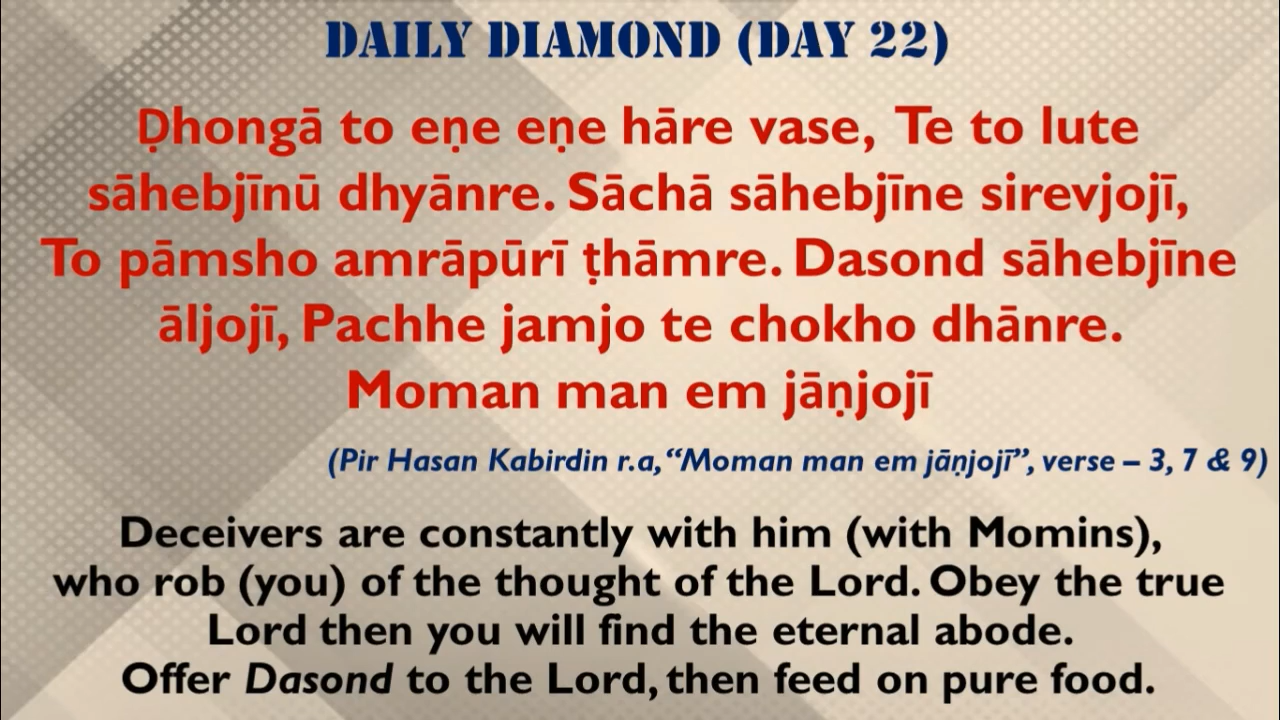 DAILY DIAMOND (DAY 22)
Ḍhongā to eṇe eṇe hāre vase, Te to lute
sāhebjīnū dhyānre. Sāchā sāhebjīne sirevjojī,
To pāmsho amrāpūrī ṭhāmre. Dasond sāhebjīne
āljojī, Pachhe jamjo te chokho dhānre.
Moman man em jāṇjojī
(Pir Hasan Kabirdin r.a, “Moman man em jāṇjojī”, verse – 3, 7 & 9)
Deceivers are constantly with him (with Momins),
who rob (you) of the thought of the Lord. Obey the true
Lord then you will find the eternal abode.
Offer Dasond to the Lord, then feed on pure food.